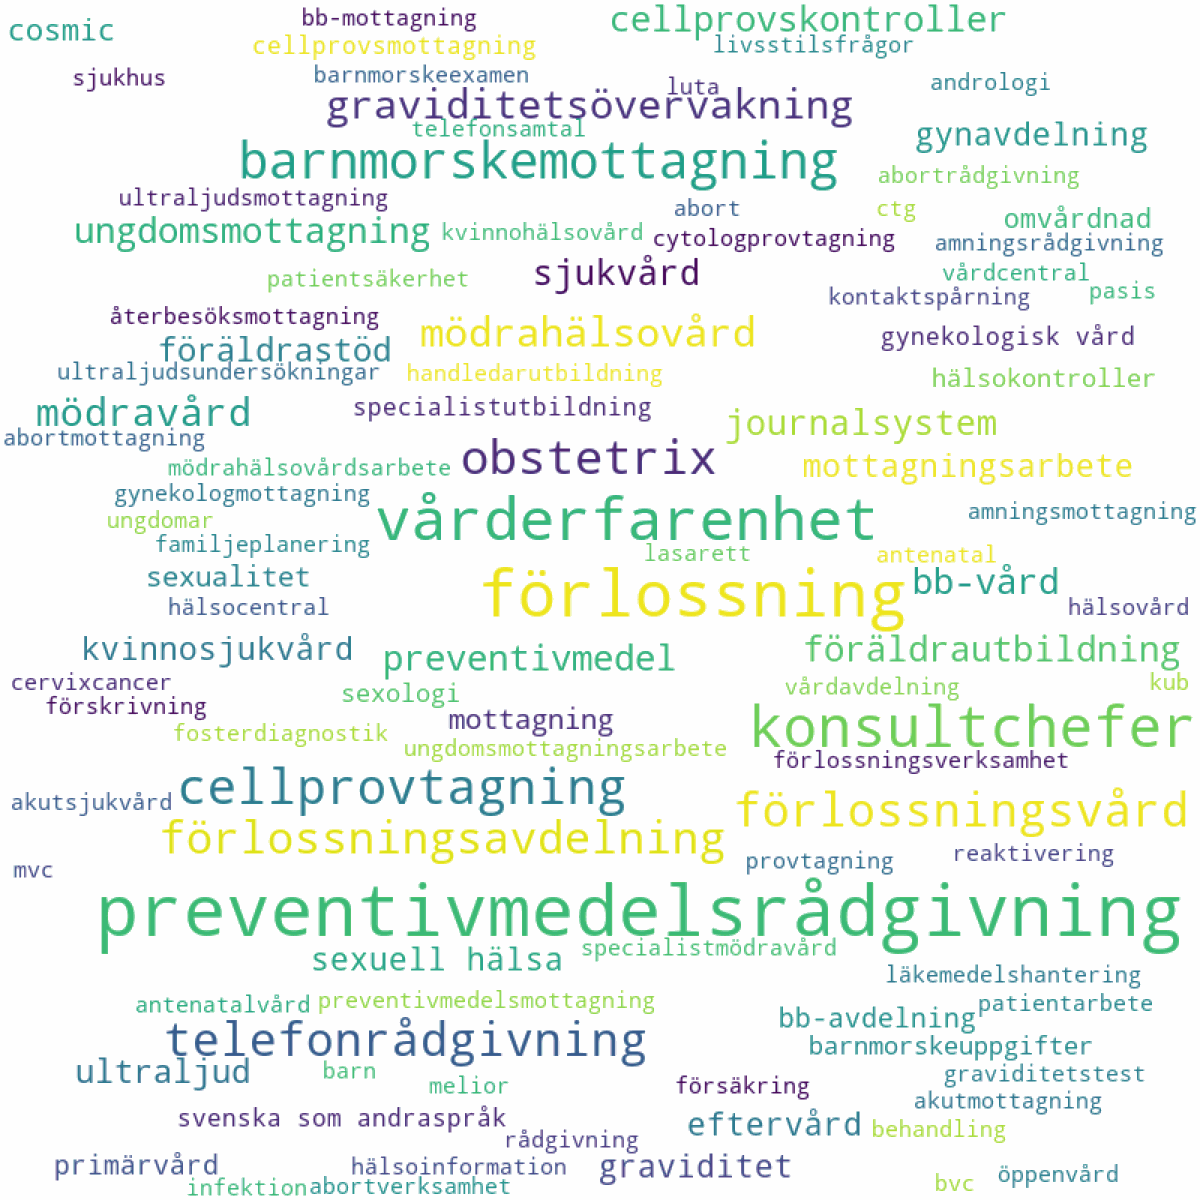 cosmic
bb-mottagning
cellprovskontroller
cellprovsmottagning
livsstilsfrågor
sjukhus
barnmorskeexamen
luta
andrologi
graviditetsövervakning
telefonsamtal
gynavdelning
barnmorskemottagning
abortrådgivning
ultraljudsmottagning
abort
ctg
omvårdnad
ungdomsmottagning
kvinnohälsovård
cytologprovtagning
amningsrådgivning
patientsäkerhet
sjukvård
vårdcentral
kontaktspårning
pasis
återbesöksmottagning
mödrahälsovård
gynekologisk vård
föräldrastöd
ultraljudsundersökningar
handledarutbildning
hälsokontroller
mödravård
specialistutbildning
journalsystem
abortmottagning
mödrahälsovårdsarbete
obstetrix
mottagningsarbete
gynekologmottagning
ungdomar
vårderfarenhet
amningsmottagning
familjeplanering
lasarett
antenatal
sexualitet
förlossning
bb-vård
hälsocentral
hälsovård
kvinnosjukvård
preventivmedel
föräldrautbildning
cervixcancer
sexologi
vårdavdelning
kub
förskrivning
mottagning
konsultchefer
fosterdiagnostik
ungdomsmottagningsarbete
förlossningsverksamhet
akutsjukvård
cellprovtagning
förlossningsvård
förlossningsavdelning
provtagning
reaktivering
mvc
preventivmedelsrådgivning
sexuell hälsa
specialistmödravård
läkemedelshantering
antenatalvård
preventivmedelsmottagning
patientarbete
telefonrådgivning
bb-avdelning
barnmorskeuppgifter
ultraljud
barn
melior
försäkring
graviditetstest
akutmottagning
svenska som andraspråk
rådgivning
eftervård
behandling
primärvård
hälsoinformation
graviditet
öppenvård
infektion
abortverksamhet
bvc